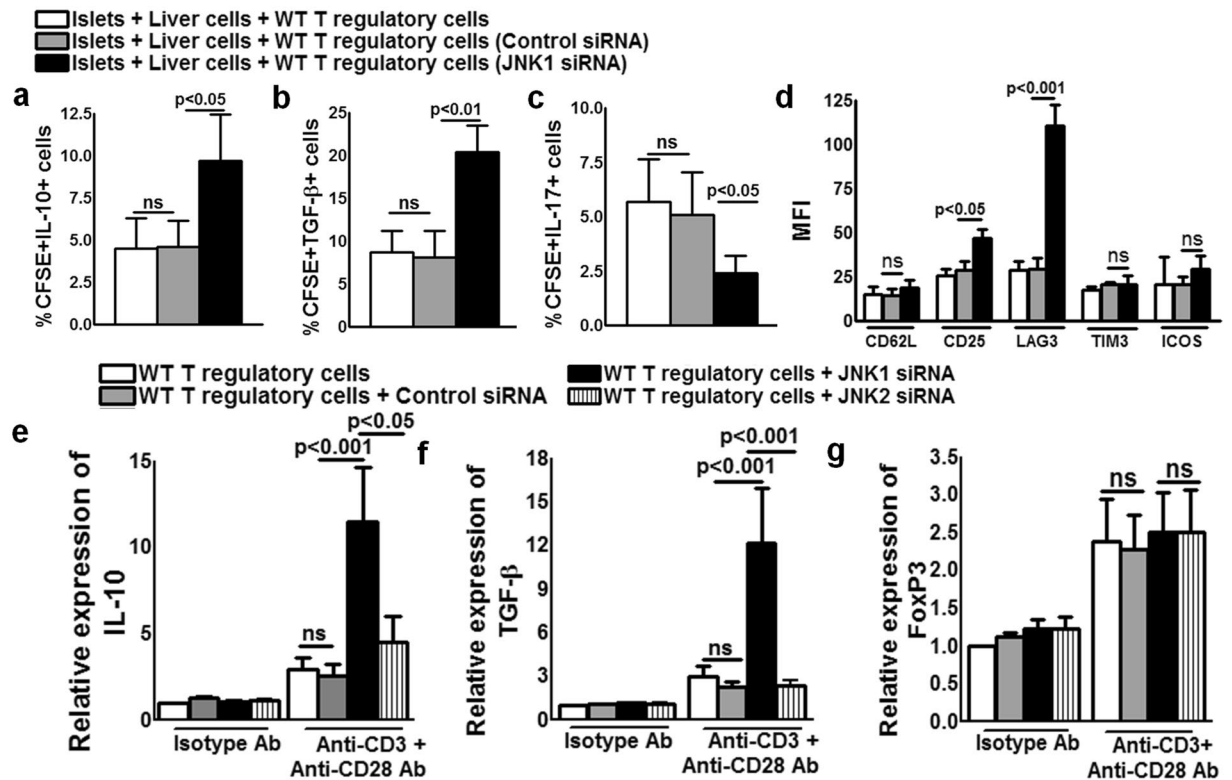 Islets + Liver cells + WT T regulatory cells
Islets + Liver cells + WT T regulatory cells (Control siRNA)
Islets + Liver cells + WT T regulatory cells (JNK1 siRNA)
a
% CFSE+IL-10+ cells
12.5
10.0
7.5
5.0
2.5
0.0
ns
p<0.05
b
% CFSE+TGF-β+ cells
25
20
15
10
5
0
ns
p<0.01
c
% CFSE+IL-17+ cells
10.0
7.5
5.0
2.5
0.0
ns
p<0.05
d
MFI
125
100
75
50
25
0
ns
p<0.05
p<0.001
ns
ns
CD62L CD25 LAG3 TIM3 ICOS
WT T regulatory cells
WT T regulatory cells + Control siRNA
WT T regulatory cells + JNK1 siRNA
WT T regulatory cells + JNK2 siRNA
e
Relative expression of
IL-10
15
10
5
0
ns
p<0.001
p<0.05
Isotype Ab
Anti-CD3 +
Anti-CD28 Ab
f
Relative expression of
TGF-β
18
15
12
9
6
3
0
ns
p<0.001
p<0.001
Isotype Ab
Anti-CD3 +
Anti-CD28 Ab
g
Relative expression of
FoxP3
3.5
3.0
2.5
2.0
1.5
1.0
0.5
0.0
ns
ns
Isotype Ab
Anti-CD3+
Anti-CD28 Ab